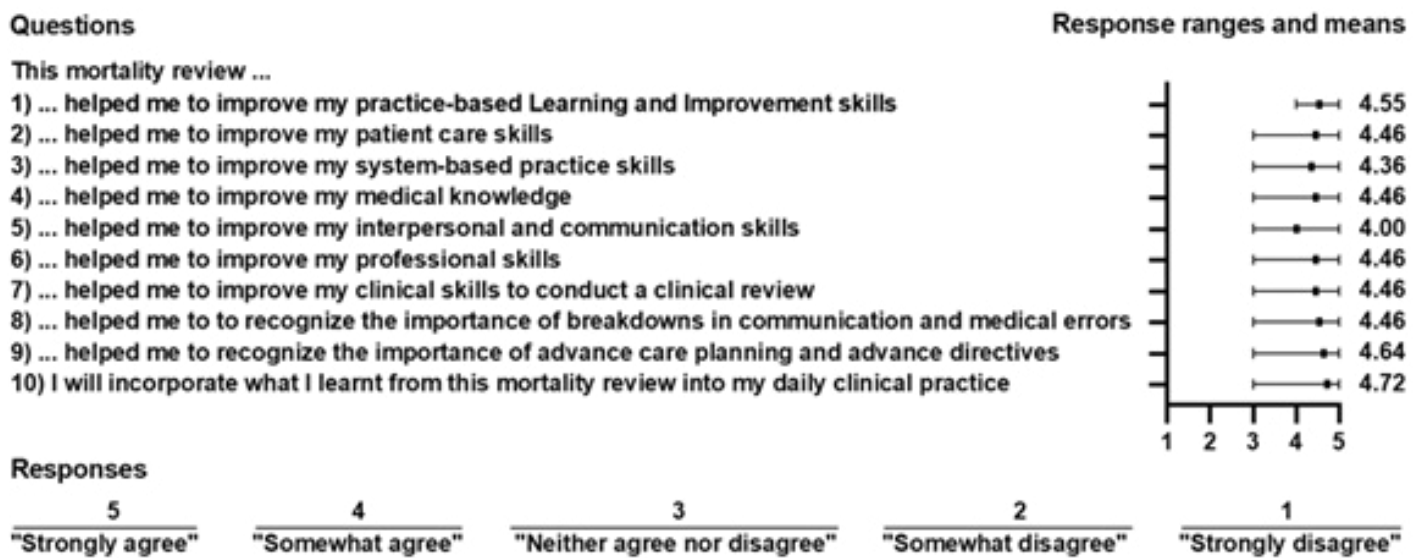 Questions Response ranges and means
This mortality review ...
1) ... helped me to improve my practice-based Learning and Improvement skills 4.55
2) ... helped me to improve my patient care skills 4.46
3) ... helped me to improve my system-based practice skills 4.36
4) ... helped me to improve my medical knowledge 4.46
5) ... helped me to improve my interpersonal and communication skills 4.00
6) ... helped me to improve my professional skills 4.46
7) ... helped me to improve my clinical skills to conduct a clinical review 4.46
8) ... helped me to to recognize the importance of breakdowns in communication and medical errors 4.46
9) ... helped me to recognize the importance of advance care planning and advance directives 4.64
10) I will incorporate what I learnt from this mortality review into my daily clinical practice 4.72
1 2 3 4 5
Responses
5 4 3 2 1
"Strongly agree" "Somewhat agree" "Neither agree nor disagree" "Somewhat disagree" "Strongly disagree"